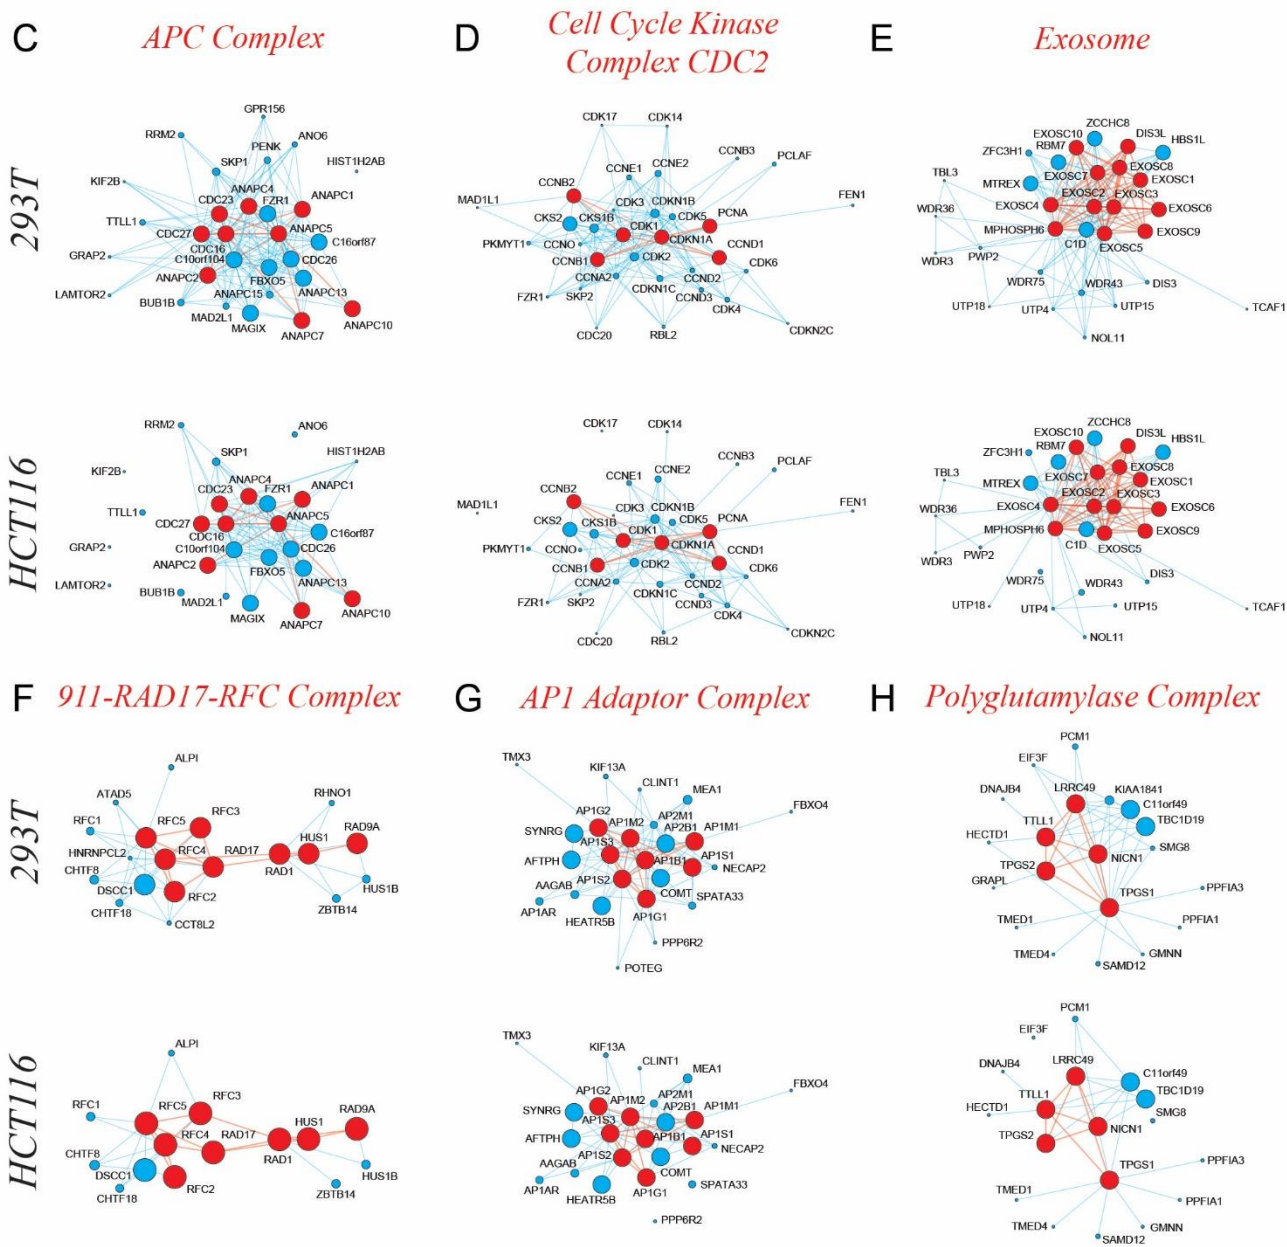 C
APC Complex
D
Cell Cycle Kinase
Complex CDC2
E
Exosome
293T
GPR156
RRM2
PENK
ANO6
SKP1
HIST1H2AB
KIF2B
ANAPC4
ANAPC1
CDC23
FZR1
TTLL1
ANAPC5
CDC27
C16orf87
CDC16
GRAP2
C10orf104
CDC26
ANAPC2
FBXO5
LAMTOR2
ANAPC15
ANAPC13
BUB1B
MAD2L1
MAGIX
ANAPC7
ANAPC10
CDK17
CDK14
CCNB3
CCNE1
CCNE2
PCLAF
CCNB2
FEN1
MAD1L1
CDK3
CDKN1B
CKS2
CKS1B
CDK5
PCNA
CDK1
CDKN1A
PKMYT1
CCNO
CCND1
CCNB1
CDK2
CDK6
CCNA2
CCND2
CDKN1C
FZR1
SKP2
CCND3
CDK4
CDC20
RBL2
CDKN2C
ZCCHC8
EXOSC10
DIS3L
RBM7
HBS1L
ZFC3H1
EXOSC8
EXOSC7
EXOSC1
TBL3
MTREX
EXOSC2
EXOSC3
EXOSC4
EXOSC6
WDR36
MPHOSPH6
C1D
EXOSC9
EXOSC5
WDR3
PWP2
WDR75
WDR43
DIS3
UTP18
UTP4
UTP15
TCAF1
NOL11
HCT116
RRM2
ANO6
SKP1
HIST1H2AB
KIF2B
ANAPC4
ANAPC1
CDC23
FZR1
TTLL1
ANAPC5
CDC27
C16orf87
CDC16
GRAP2
C10orf104
CDC26
ANAPC2
FBXO5
LAMTOR2
ANAPC13
BUB1B
MAD2L1
MAGIX
ANAPC10
ANAPC7
CDK17
CDK14
CCNB3
CCNE1
CCNE2
PCLAF
CCNB2
FEN1
MAD1L1
CDK3
CDKN1B
CKS2
CKS1B
CDK5
PCNA
CDK1
CDKN1A
PKMYT1
CCNO
CCND1
CCNB1
CDK2
CDK6
CCNA2
CCND2
CDKN1C
FZR1
SKP2
CCND3
CDK4
CDC20
RBL2
CDKN2C
ZCCHC8
EXOSC10
DIS3L
RBM7
HBS1L
ZFC3H1
EXOSC8
EXOSC7
EXOSC1
TBL3
MTREX
EXOSC2
EXOSC3
EXOSC4
EXOSC6
WDR36
MPHOSPH6
C1D
EXOSC9
EXOSC5
WDR3
PWP2
WDR75
WDR43
DIS3
UTP18
UTP4
UTP15
TCAF1
NOL11
F
911-RAD17-RFC Complex
G
AP1 Adaptor Complex
H
Polyglutamylase Complex
293T
ALPI
ATAD5
RFC3
RHNO1
RFC1
RFC5
HUS1
RAD9A
HNRNPCL2
RFC4
RAD17
CHTF8
RAD1
DSCC1
RFC2
HUS1B
CHTF18
ZBTB14
CCT8L2
TMX3
KIF13A
CLINT1
MEA1
AP1G2
FBXO4
AP1M2
AP2M1
SYNRG
AP2B1
AP1M1
AP1S3
AFTPH
AP1B1
AP1S1
AAGAB
AP1S2
NECAP2
COMT
AP1AR
SPATA33
HEATR5B
AP1G1
PPP6R2
POTEG
PCM1
EIF3F
LRRC49
DNAJB4
KIAA1841
C11orf49
TTLL1
TBC1D19
HECTD1
SMG8
TPGS2
NICN1
GRAPL
TPGS1
PPFIA3
TMED1
PPFIA1
TMED4
GMNN
SAMD12
HCT116
ALPI
RFC3
RFC1
RFC5
HUS1
RAD9A
RFC4
RAD17
CHTF8
RAD1
DSCC1
RFC2
HUS1B
CHTF18
ZBTB14
TMX3
KIF13A
CLINT1
MEA1
AP1G2
FBXO4
AP1M2
AP2M1
SYNRG
AP2B1
AP1M1
AP1S3
AFTPH
AP1B1
AP1S1
AAGAB
AP1S2
NECAP2
COMT
AP1AR
SPATA33
HEATR5B
AP1G1
PPP6R2
PCM1
EIF3F
LRRC49
DNAJB4
C11orf49
TTLL1
TBC1D19
HECTD1
SMG8
TPGS2
NICN1
TPGS1
PPFIA3
TMED1
PPFIA1
TMED4
GMNN
SAMD12